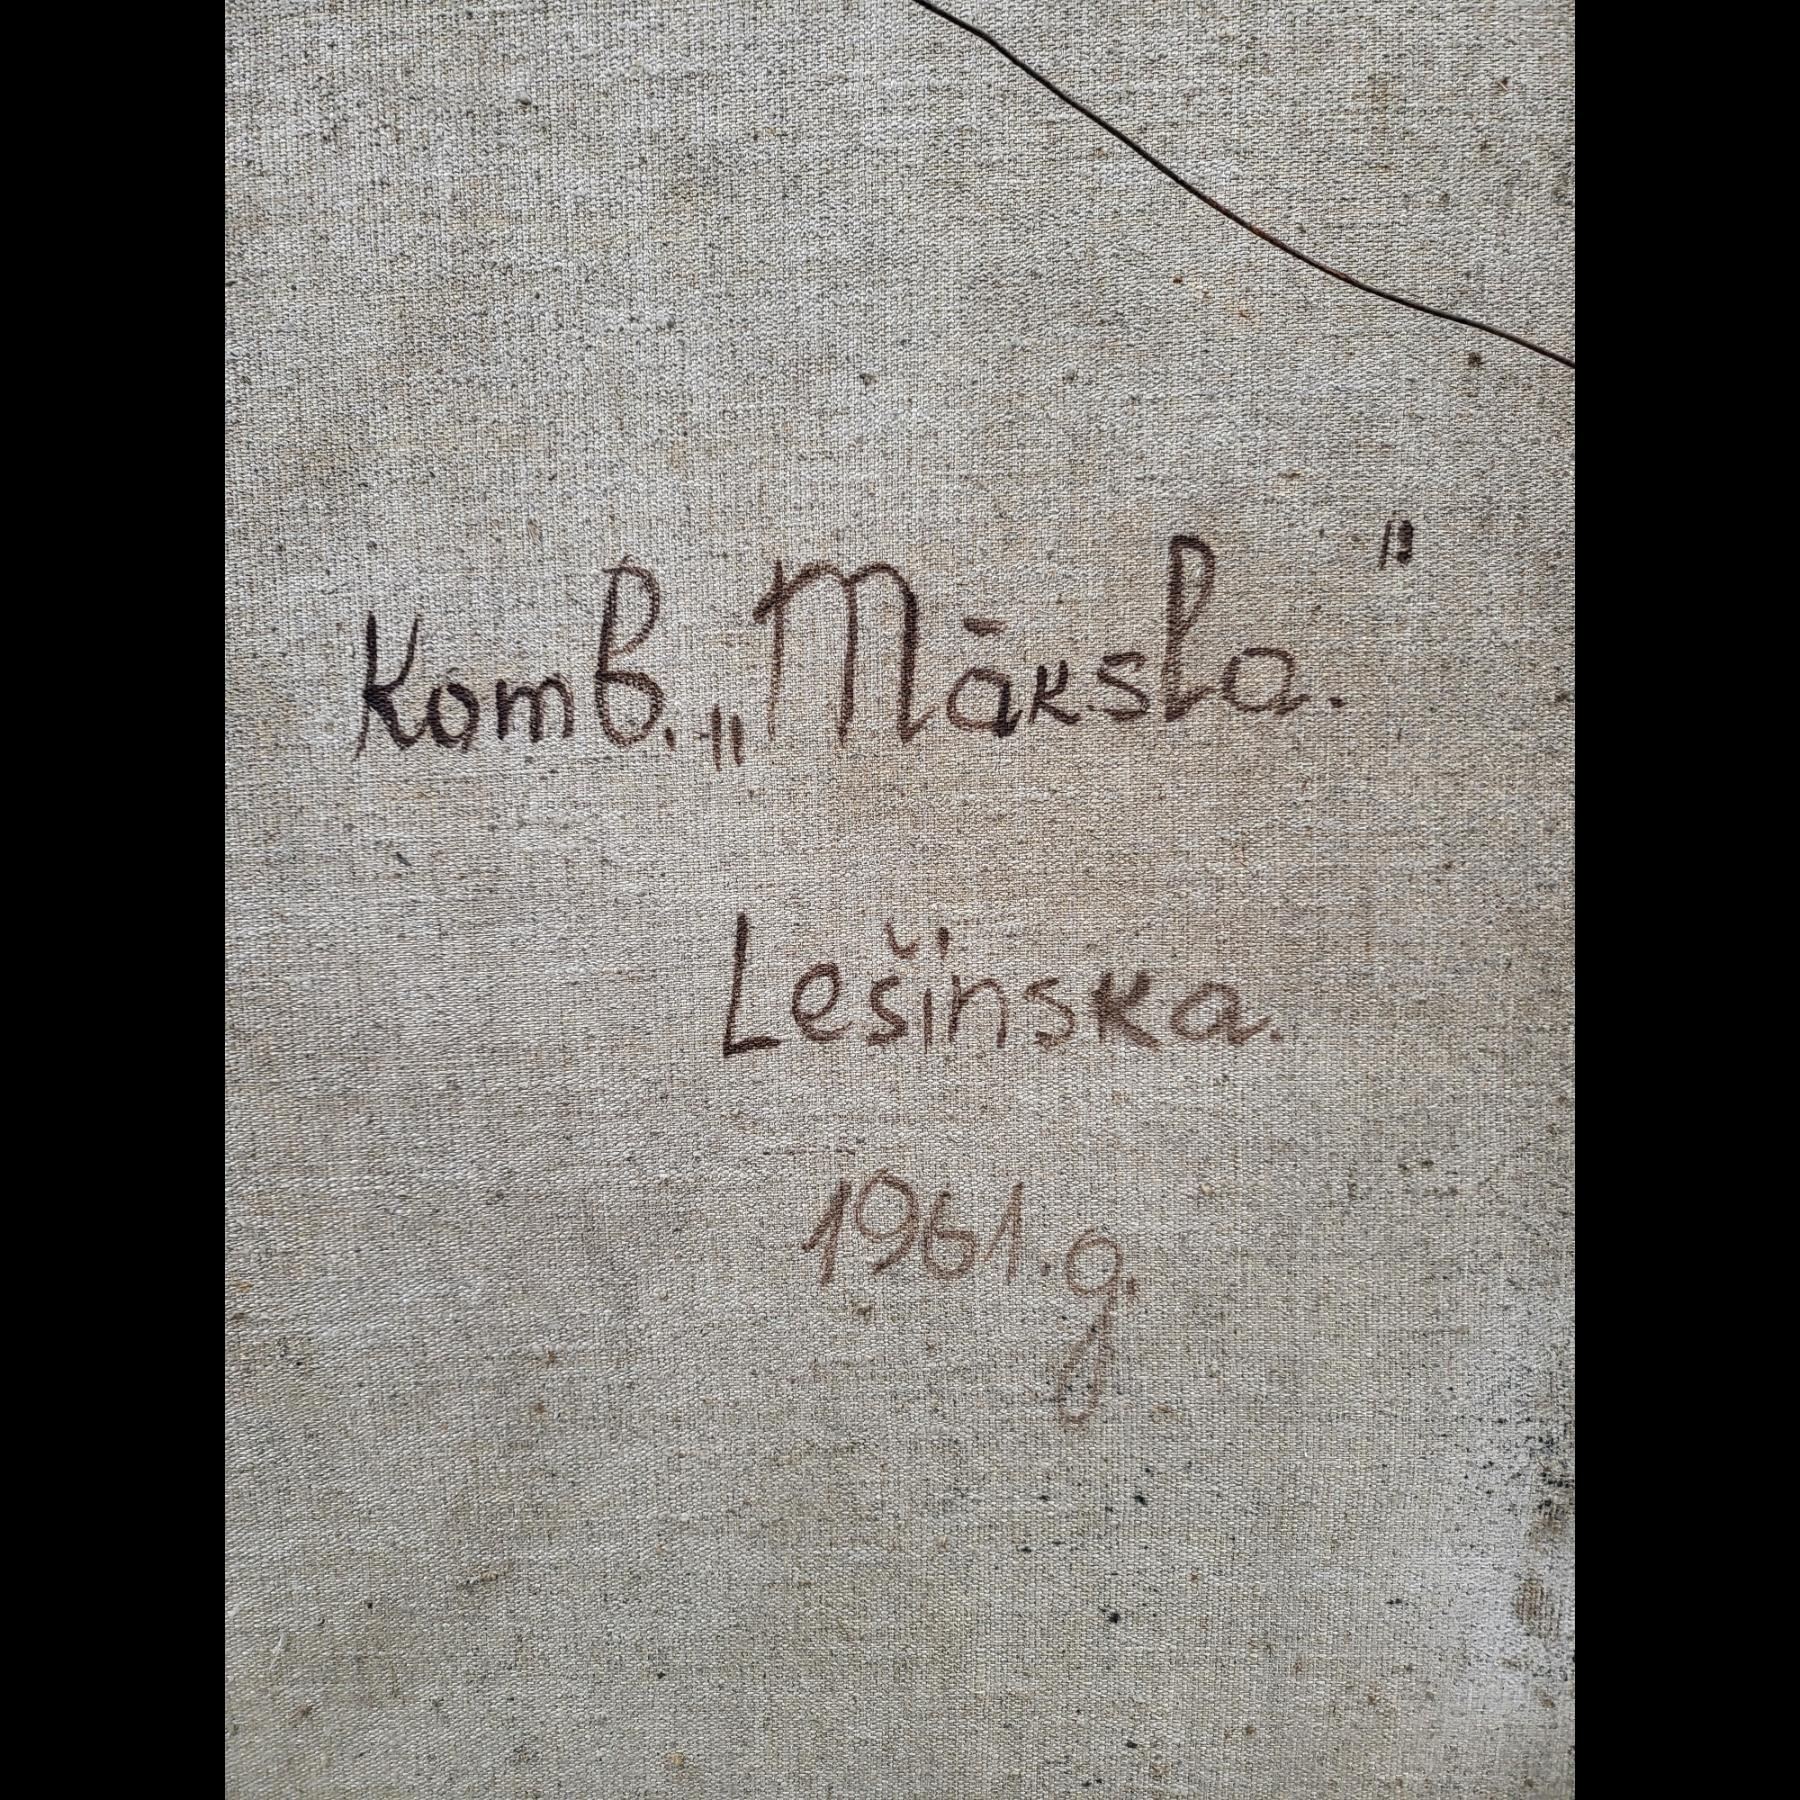 Komb. „Māksla."
Lešinska.
1961.g.